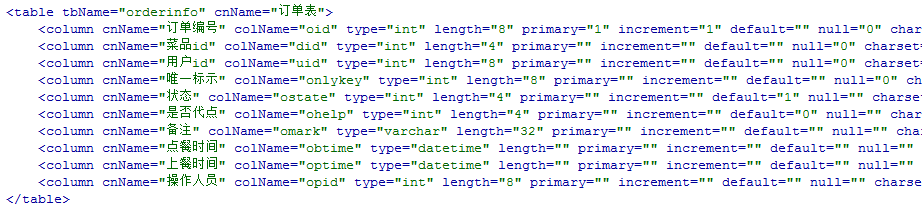 <table tbName="orderinfo" cnName="订单表">
<column cnName="订单编号" colName="oid" type="int" length="8" primary="1" increment="1" default="" null="0" char
<column cnName="菜品id" colName="did" type="int" length="4" primary="" increment="" default="" null="0" charset
<column cnName="用户id" colName="uid" type="int" length="8" primary="" increment="" default="" null="0" charset=
<column cnName="唯一标示" colName="onlykey" type="int" length="8" primary="" increment="" default="" null="0" ch
<column cnName="状态" colName="ostate" type="int" length="4" primary="" increment="" default="1" null="" charset
<column cnName="是否代点" colName="ohelp" type="int" length="4" primary="" increment="" default="0" null="" char
<column cnName="备注" colName="omark" type="varchar" length="32" primary="" increment="" default="" null="" char
<column cnName="点餐时间" colName="obtime" type="datetime" length="" primary="" increment="" default="" null=""
<column cnName="上餐时间" colName="optime" type="datetime" length="" primary="" increment="" default="" null=""
<column cnName="操作人员" colName="opid" type="int" length="8" primary="" increment="" default="" null="" charse
</table>